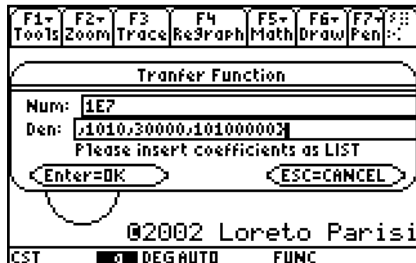 F1 F2 F3 F4 F5 F6 F7
Tools Zoom Trace ReGraph Math Draw Pen
Tranfer Function
Num: 1E7
Den: ,1010,30000,10100000}
Please insert coefficients as LIST
Enter=OK ESC=CANCEL
©2002 Loreto Parisi
CST DEG AUTO FUNC